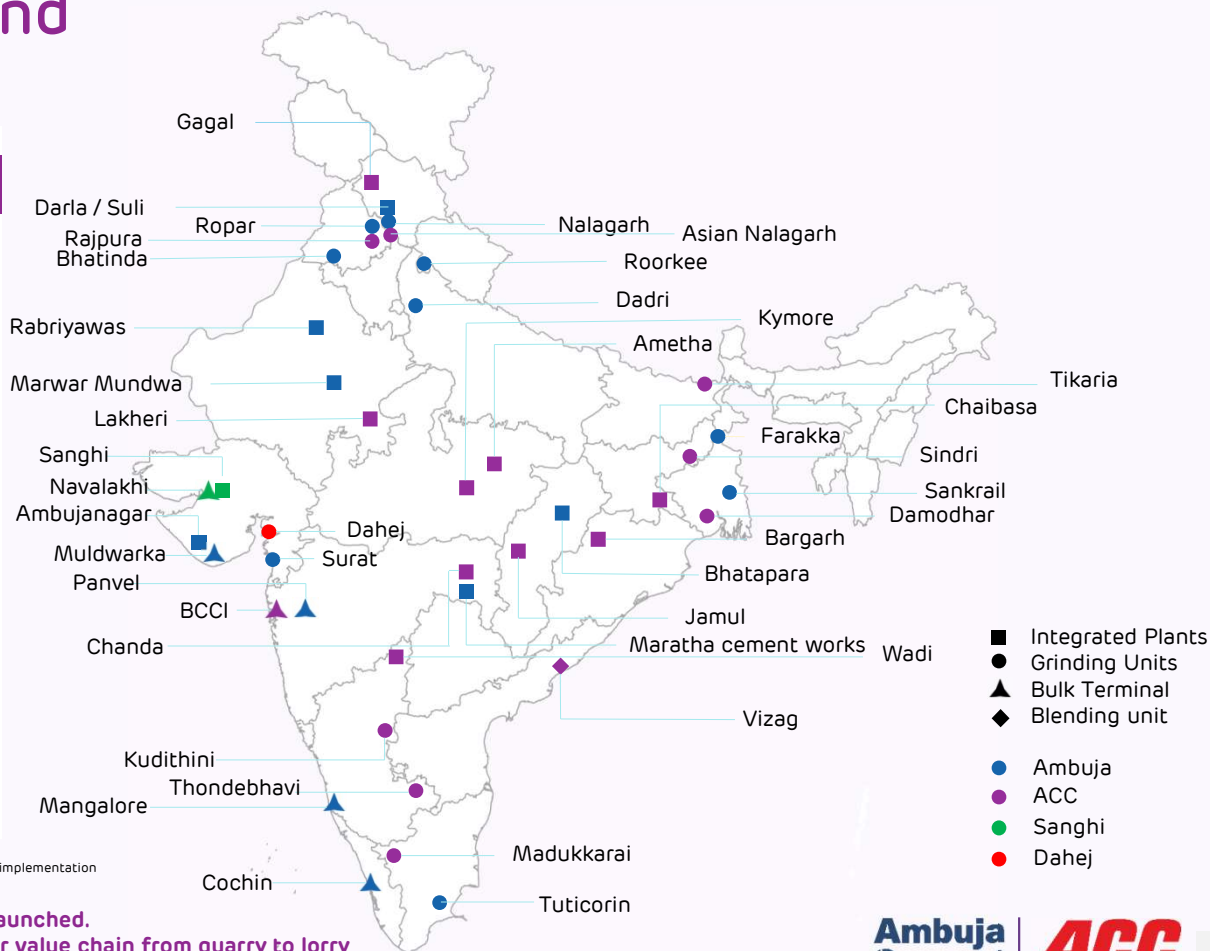 nd
Gagal
Darla / Suli
Ropar
Rajpura
Bhatinda
Nalagarh
Asian Nalagarh
Roorkee
Dadri
Rabriyawas
Kymore
Ametha
Marwar Mundwa
Tikaria
Lakheri
Chaibasa
Farakka
Sanghi
Sindri
Navalakhi
Sankrail
Ambujanagar
Damodhar
Dahej
Bargarh
Muldwarka
Surat
Panvel
Bhatapara
BCCI
Jamul
Chanda
Maratha cement works
Wadi
Vizag
Kudithini
Thondebhavi
Mangalore
Madukkarai
Cochin
Tuticorin
Integrated Plants
Grinding Units
Bulk Terminal
Blending unit
Ambuja
ACC
Sanghi
Dahej
implementation
aunched.
r value chain from quarry to lorry
Ambuja
ACC